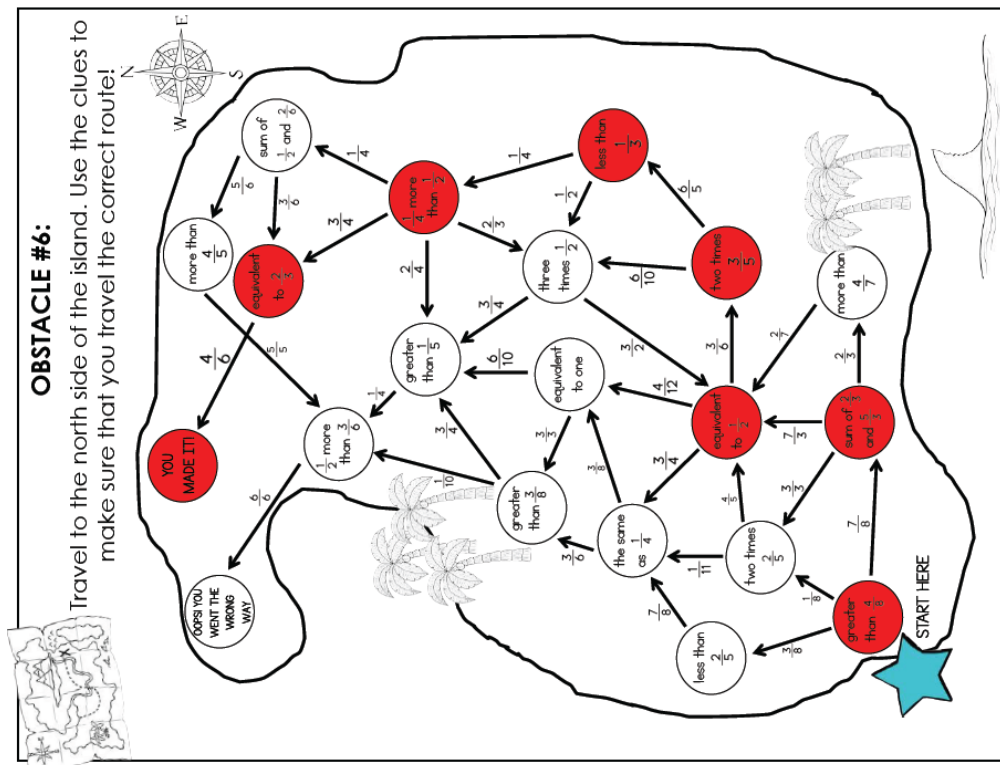 OBSTACLE #6:
Travel to the north side of the island. Use the clues to
make sure that you travel the correct route!
N
E
S
W
YOU
MADE IT!
OOPS! YOU
WENT THE
WRONG
WAY
6/6
1/2 more
than 3/6
4/6
5/5
more than
4/5
equivalent
to 2/3
5/6
3/6
sum of
1/2 and 2/6
1/4
3/4
1/4 more
than 1/2
2/4
2/3
1/4
greater
than 1/5
1/4
3/4
6/10
3/4
1/10
greater
than 3/8
3/3
equivalent
to one
three
times 1/2
1/2
less than
1/3
6/5
6/10
two times
3/5
3/2
4/12
3/8
3/6
the same
as 1/4
3/4
equivalent
to 1/2
3/6
2/7
more than
4/7
2/3
7/3
4/5
1/11
7/8
less than
2/5
two times
2/5
3/3
sum of 2/3
and 5/3
3/8
1/8
7/8
greater
than 4/8
START HERE